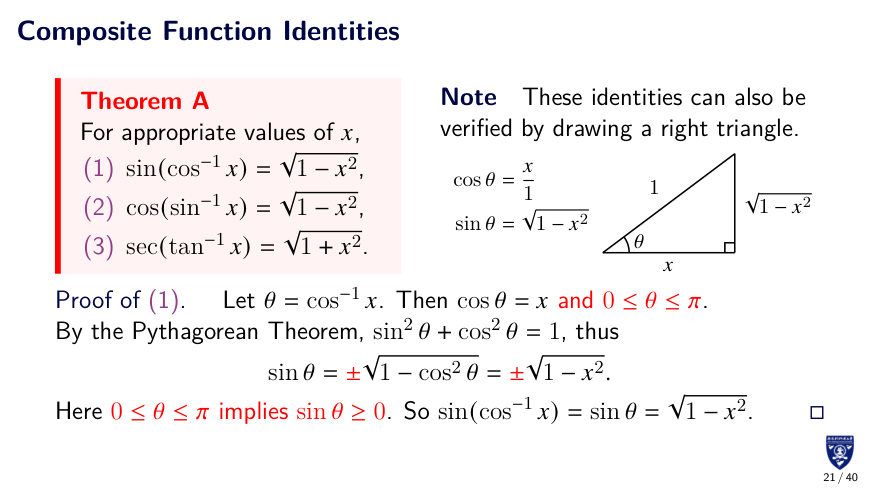 Composite Function Identities
Theorem A
For appropriate values of x,
(1) sin(cos⁻¹ x) = √(1 − x²),
(2) cos(sin⁻¹ x) = √(1 − x²),
(3) sec(tan⁻¹ x) = √(1 + x²).
Note These identities can also be
verified by drawing a right triangle.
cos θ = x/1
sin θ = √(1 − x²)
1
√(1 − x²)
θ
x
Proof of (1). Let θ = cos⁻¹ x. Then cos θ = x and 0 ≤ θ ≤ π.
By the Pythagorean Theorem, sin² θ + cos² θ = 1, thus
sin θ = ±√(1 − cos² θ) = ±√(1 − x²).
Here 0 ≤ θ ≤ π implies sin θ ≥ 0. So sin(cos⁻¹ x) = sin θ = √(1 − x²). □
21 / 40